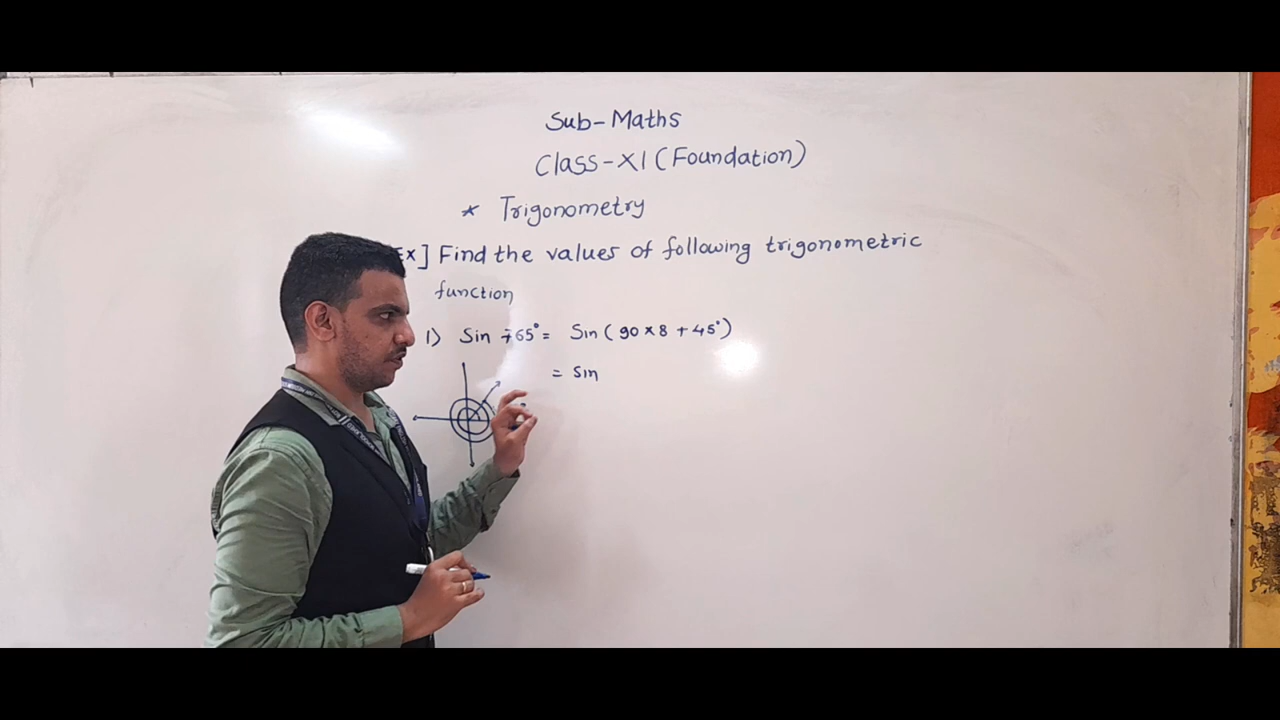 Sub-Maths
Class-XI (Foundation)
* Trigonometry
Ex] Find the values of following trigonometric
function
1) Sin 765° = Sin (90 × 8 + 45°)
= Sin